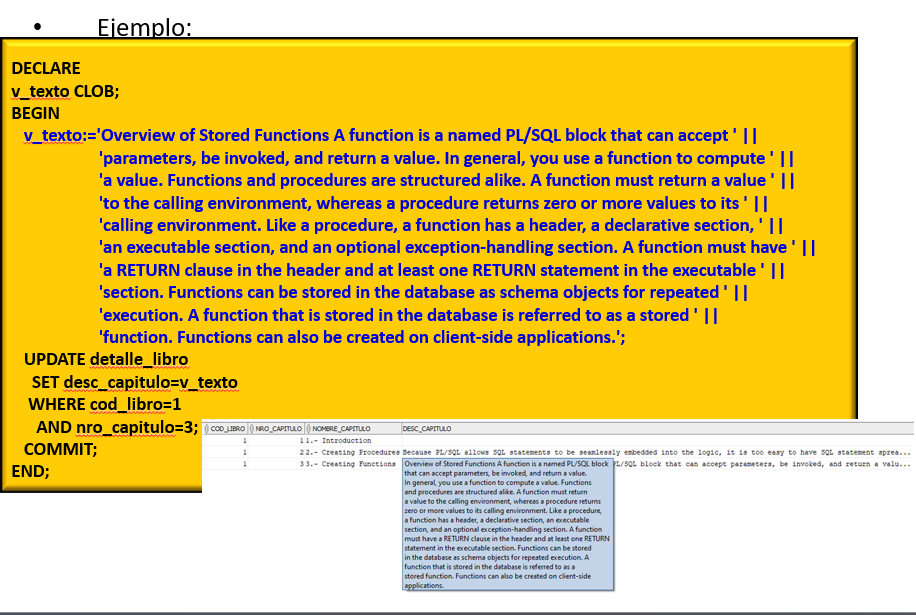 • Ejemplo:
DECLARE
v_texto CLOB;
BEGIN
v_texto:='Overview of Stored Functions A function is a named PL/SQL block that can accept ' ||
'parameters, be invoked, and return a value. In general, you use a function to compute ' ||
'a value. Functions and procedures are structured alike. A function must return a value ' ||
'to the calling environment, whereas a procedure returns zero or more values to its ' ||
'calling environment. Like a procedure, a function has a header, a declarative section, ' ||
'an executable section, and an optional exception-handling section. A function must have ' ||
'a RETURN clause in the header and at least one RETURN statement in the executable ' ||
'section. Functions can be stored in the database as schema objects for repeated ' ||
'execution. A function that is stored in the database is referred to as a stored ' ||
'function. Functions can also be created on client-side applications.';
UPDATE detalle_libro
SET desc_capitulo=v_texto
WHERE cod_libro=1
AND nro_capitulo=3;
COMMIT;
END;
COD_LIBRO NRO_CAPITULO NOMBRE_CAPITULO DESC_CAPITULO
1 1 1.- Introduction
1 2 2.- Creating Procedures Because PL/SQL allows SQL statements to be seamlessly embedded into the logic, it is too easy to have SQL statement sprea...
1 3 3.- Creating Functions PL/SQL block that can accept parameters, be invoked, and return a valu...
Overview of Stored Functions A function is a named PL/SQL block
that can accept parameters, be invoked, and return a value.
In general, you use a function to compute a value. Functions
and procedures are structured alike. A function must return
a value to the calling environment, whereas a procedure returns
zero or more values to its calling environment. Like a procedure,
a function has a header, a declarative section, an executable
section, and an optional exception-handling section. A function
must have a RETURN clause in the header and at least one RETURN
statement in the executable section. Functions can be stored
in the database as schema objects for repeated execution. A
function that is stored in the database is referred to as a
stored function. Functions can also be created on client-side
applications.